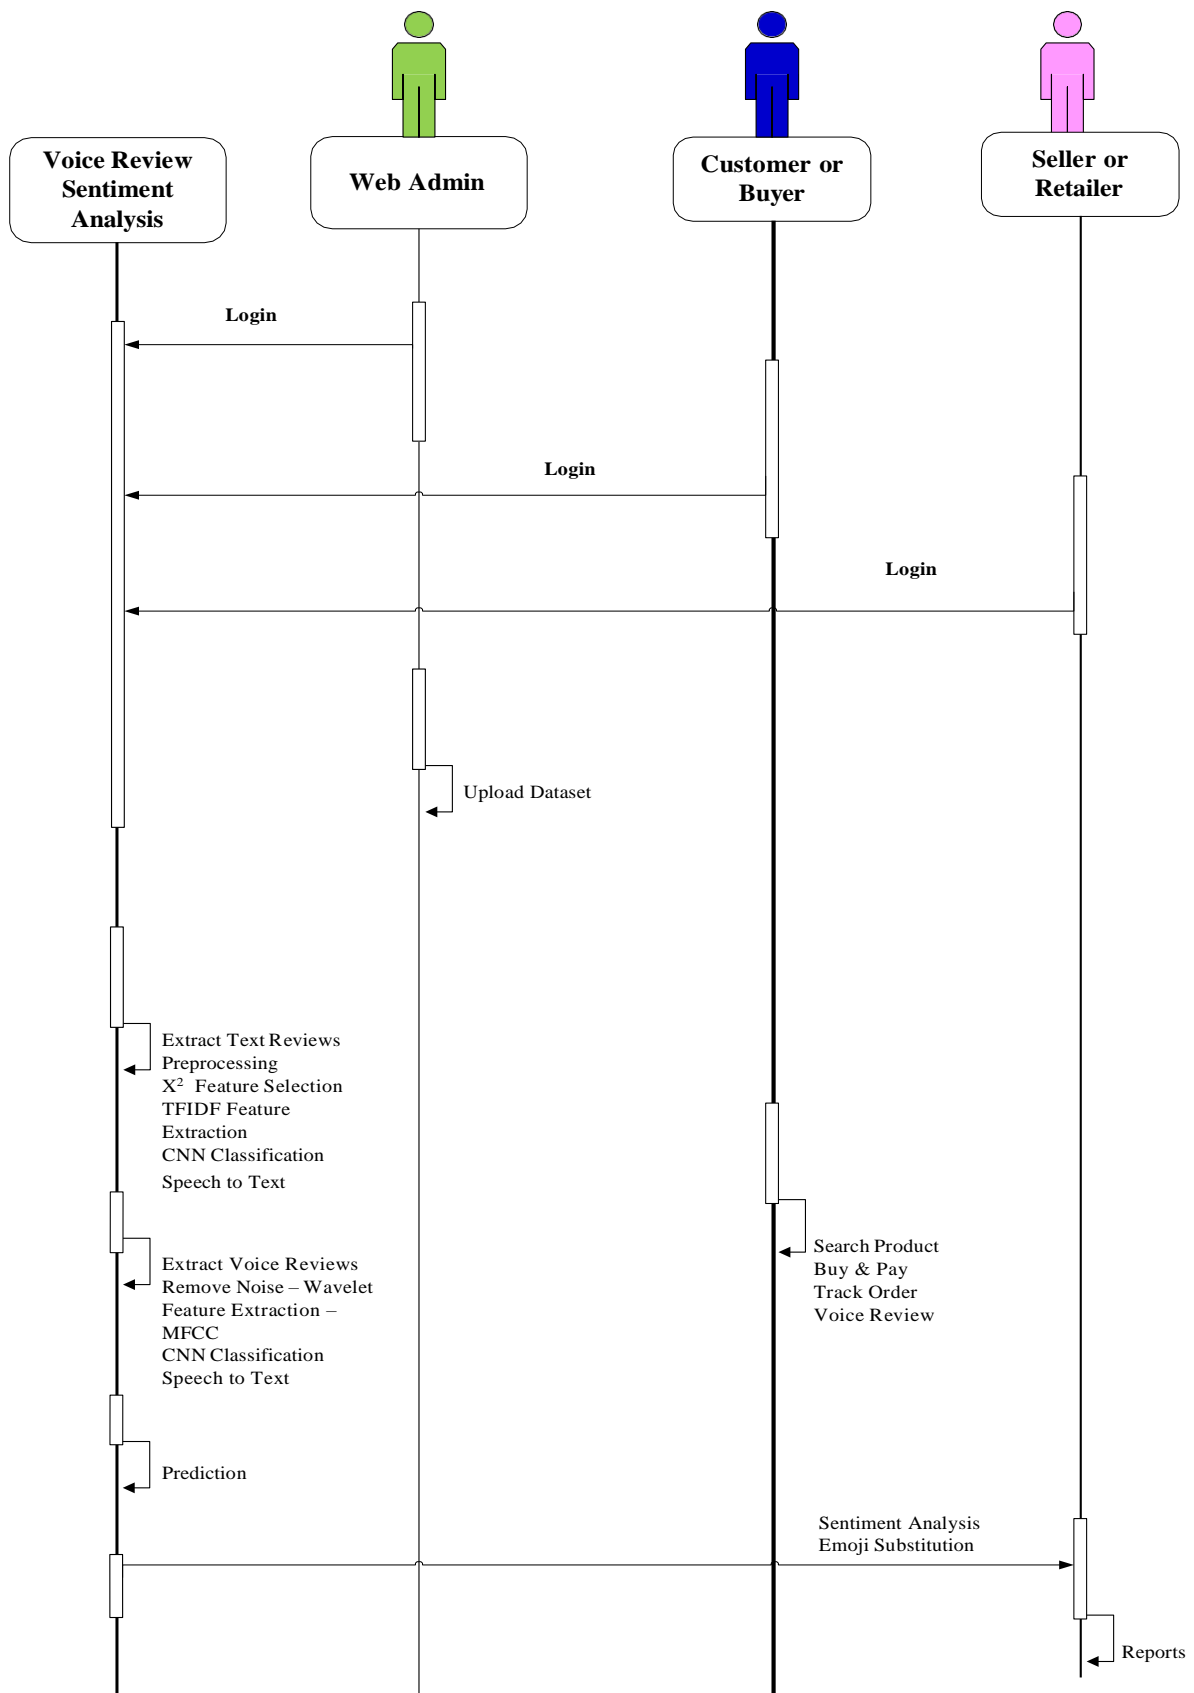 Voice Review
Sentiment
Analysis
Web Admin
Customer or
Buyer
Seller or
Retailer
Login
Login
Login
Upload Dataset
Extract Text Reviews
Preprocessing
X² Feature Selection
TFIDF Feature
Extraction
CNN Classification
Speech to Text
Search Product
Buy & Pay
Track Order
Voice Review
Extract Voice Reviews
Remove Noise – Wavelet
Feature Extraction –
MFCC
CNN Classification
Speech to Text
Prediction
Sentiment Analysis
Emoji Substitution
Reports